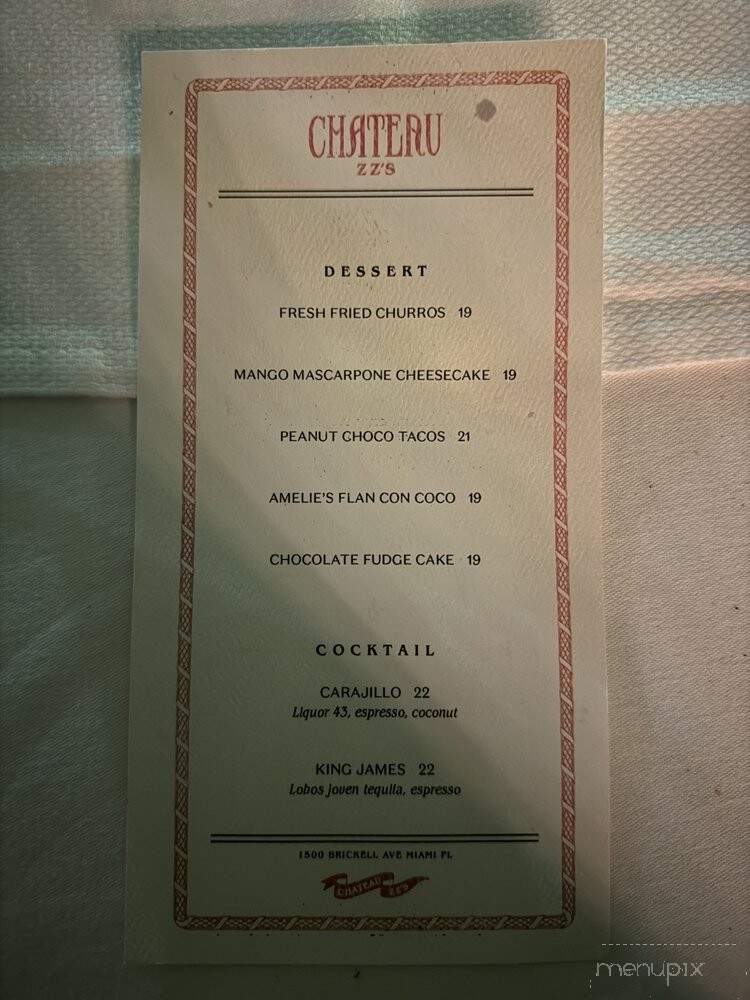 CHATEAU
ZZ'S
DESSERT
FRESH FRIED CHURROS 19
MANGO MASCARPONE CHEESECAKE 19
PEANUT CHOCO TACOS 21
AMELIE'S FLAN CON COCO 19
CHOCOLATE FUDGE CAKE 19
COCKTAIL
CARAJILLO 22
Liquor 43, espresso, coconut
KING JAMES 22
Lobos joven tequila, espresso
1500 BRICKELL AVE MIAMI FL
CHATEAU ZZ'S
menupix